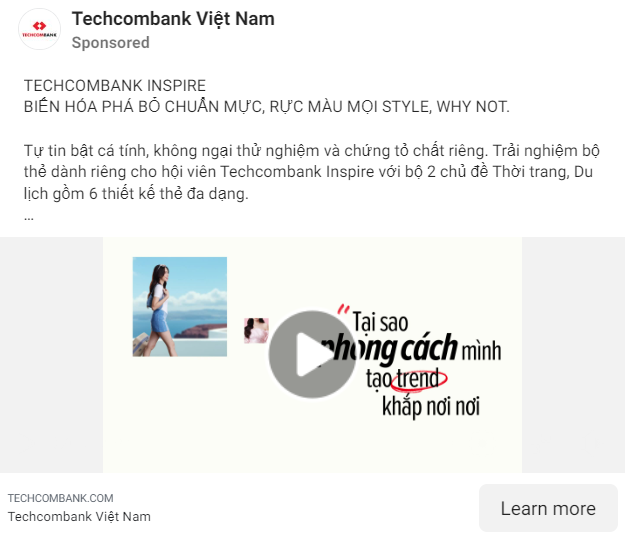 Techcombank Việt Nam
Sponsored
TECHCOMBANK
TECHCOMBANK INSPIRE
BIẾN HÓA PHÁ BỎ CHUẨN MỰC, RỰC MÀU MỌI STYLE, WHY NOT.
Tự tin bật cá tính, không ngại thử nghiệm và chứng tỏ chất riêng. Trải nghiệm bộ
thẻ dành riêng cho hội viên Techcombank Inspire với bộ 2 chủ đề Thời trang, Du
lịch gồm 6 thiết kế thẻ đa dạng.
...
"Tại sao
phong cách mình
tạo trend
khắp nơi nơi
TECHCOMBANK.COM
Techcombank Việt Nam
Learn more